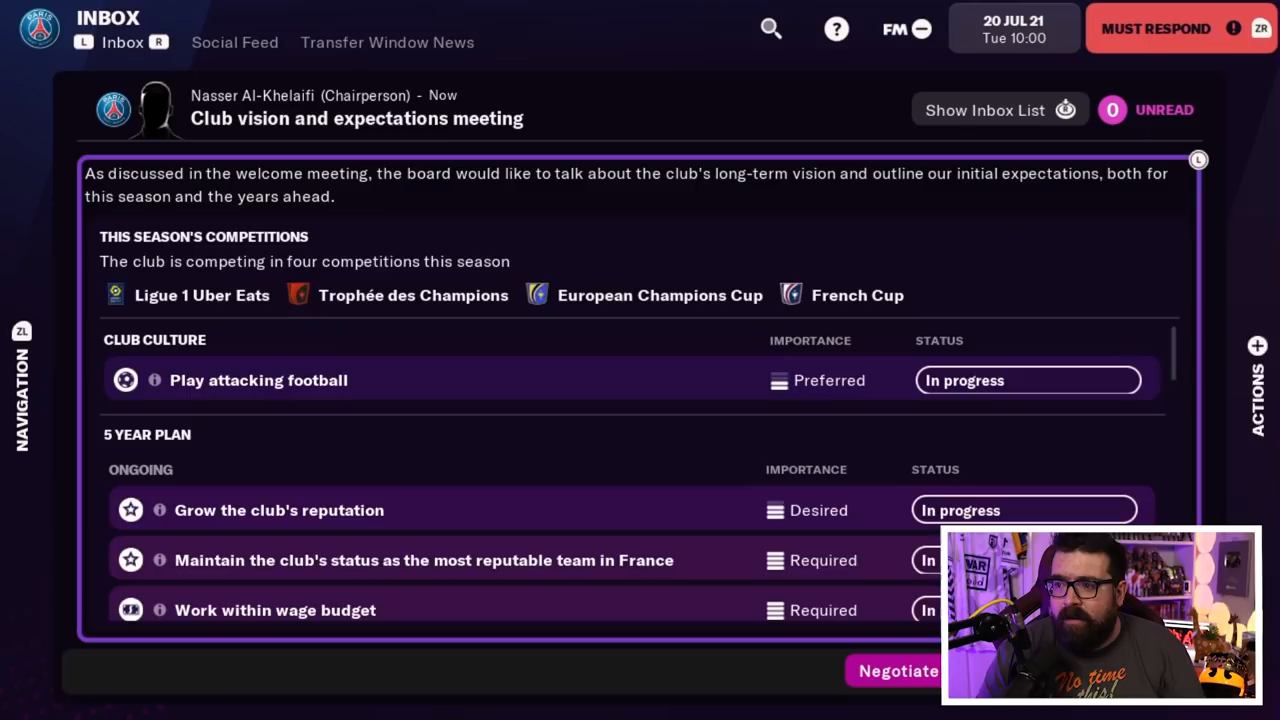 INBOX
L Inbox R Social Feed Transfer Window News
FM
20 JUL 21
Tue 10:00
MUST RESPOND ZR
PARIS
Nasser Al-Khelaifi (Chairperson) - Now
Club vision and expectations meeting
Show Inbox List R
0 UNREAD
L
As discussed in the welcome meeting, the board would like to talk about the club's long-term vision and outline our initial expectations, both for
this season and the years ahead.
THIS SEASON'S COMPETITIONS
The club is competing in four competitions this season
Ligue 1 Uber Eats Trophée des Champions European Champions Cup French Cup
CLUB CULTURE IMPORTANCE STATUS
Play attacking football Preferred In progress
5 YEAR PLAN
ONGOING IMPORTANCE STATUS
Grow the club's reputation Desired In progress
Maintain the club's status as the most reputable team in France Required In
Work within wage budget Required In
Negotiate
ZL NAVIGATION
ACTIONS
VAR
No time
this!